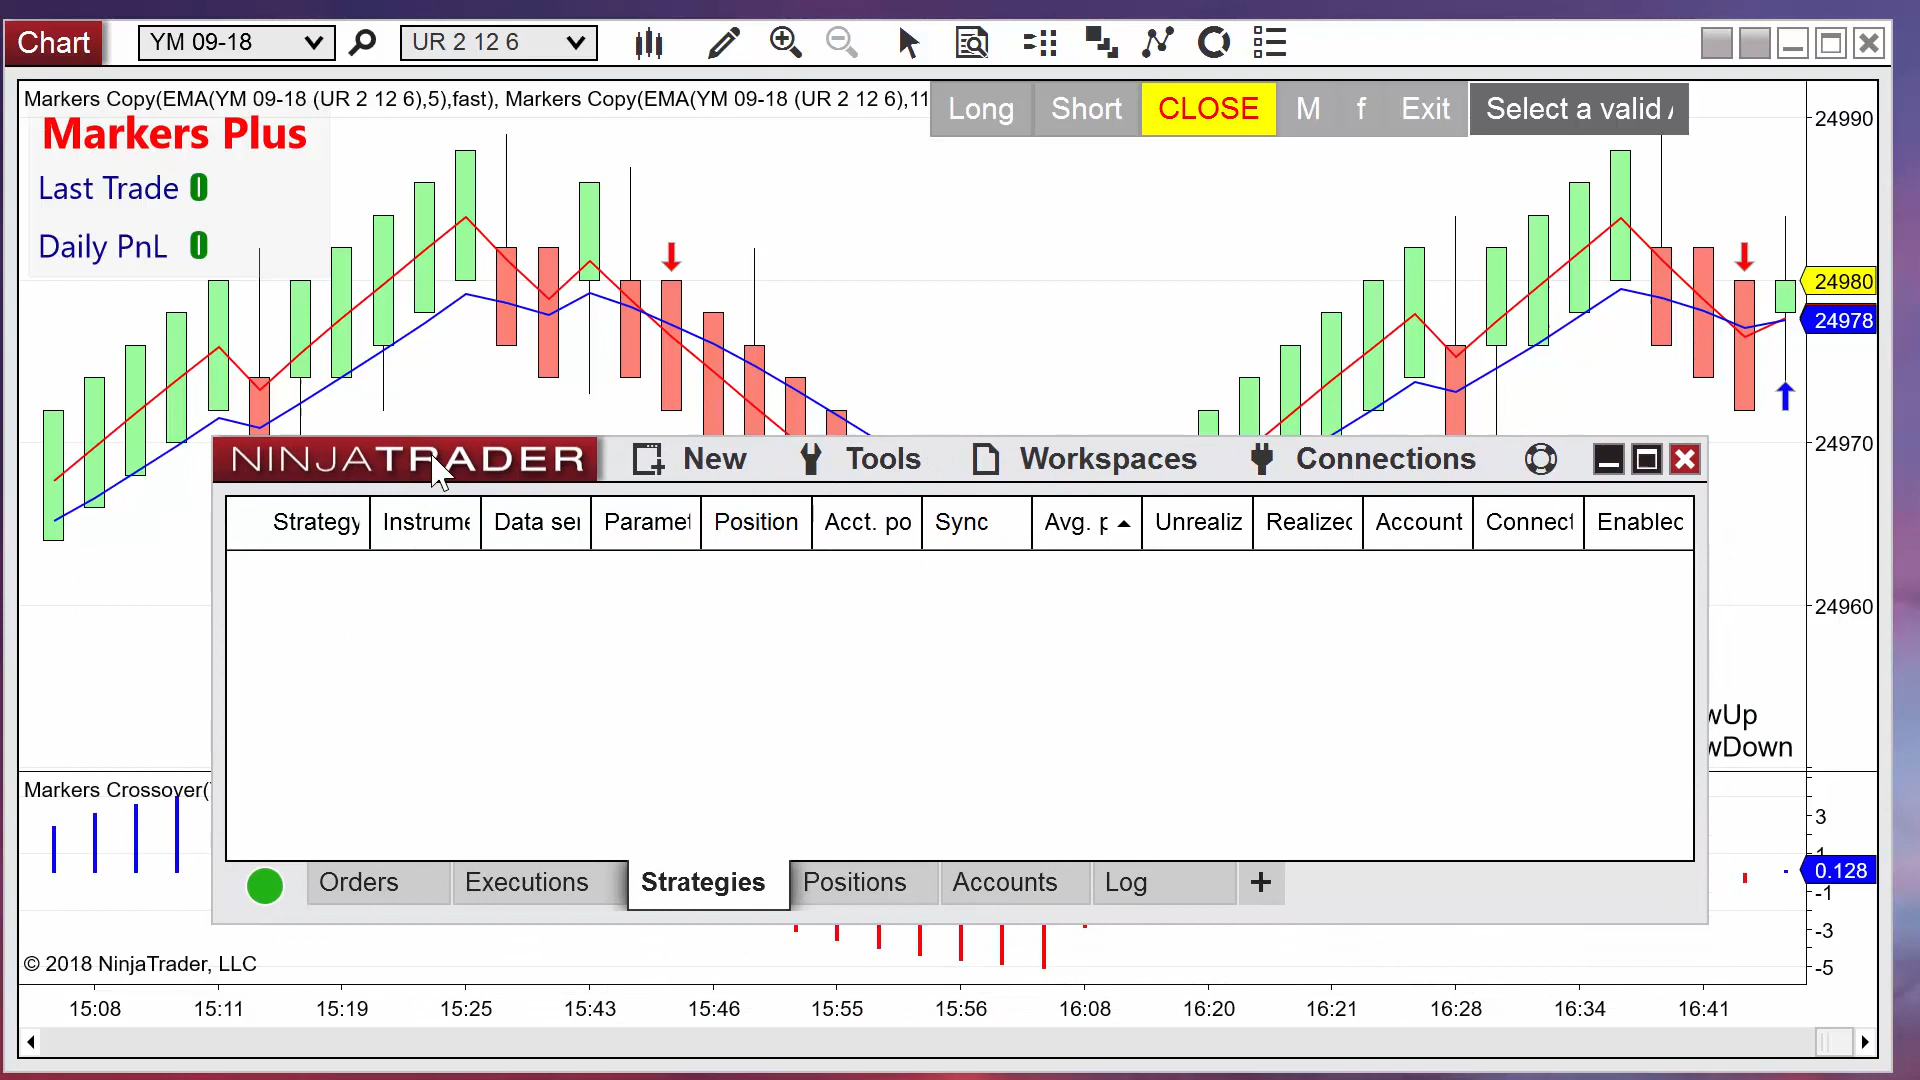 Chart
YM 09-18
UR 2 12 6
Markers Copy(EMA(YM 09-18 (UR 2 12 6),5),fast), Markers Copy(EMA(YM 09-18 (UR 2 12 6),11
Long
Short
CLOSE
M
f
Exit
Select a valid
Markers Plus
Last Trade 0
Daily PnL 0
24990
24980
24978
24970
24960
NINJATRADER
New
Tools
Workspaces
Connections
Strategy
Instrume
Data ser
Paramet
Position
Acct. po
Sync
Avg. p
Unrealiz
Realized
Account
Connect
Enabled
wUp
wDown
Markers Crossover(
3
1
0.128
-1
-3
-5
Orders
Executions
Strategies
Positions
Accounts
Log
+
© 2018 NinjaTrader, LLC
15:08
15:11
15:19
15:25
15:43
15:46
15:55
15:56
16:08
16:20
16:21
16:28
16:34
16:41